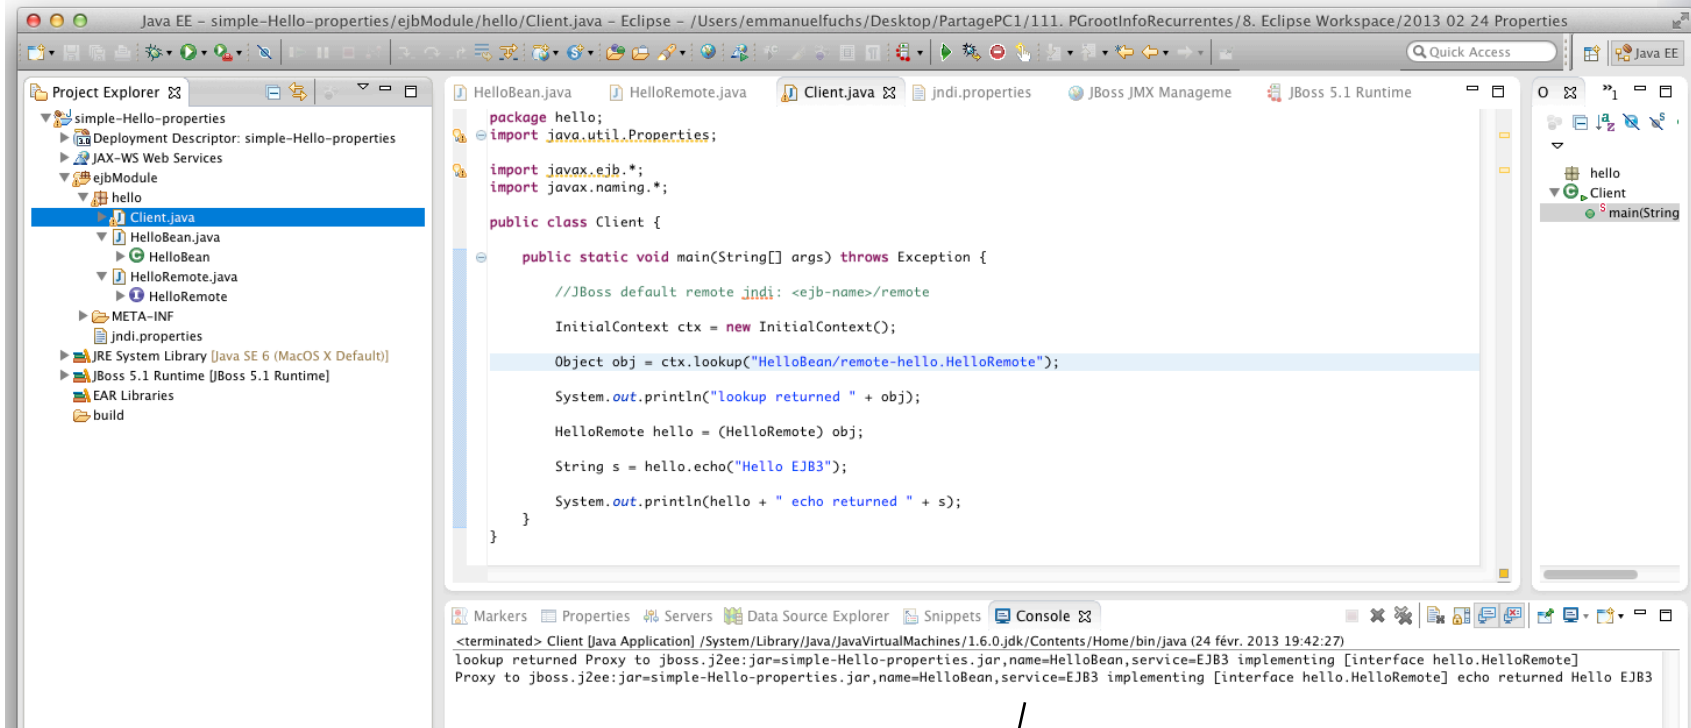 Java EE - simple-Hello-properties/ejbModule/hello/Client.java - Eclipse - /Users/emmanuelfuchs/Desktop/PartagePC1/111. PGrootInfoRecurrentes/8. Eclipse Workspace/2013 02 24 Properties
Quick Access
Java EE
Project Explorer
simple-Hello-properties
Deployment Descriptor: simple-Hello-properties
JAX-WS Web Services
ejbModule
hello
Client.java
HelloBean.java
HelloBean
HelloRemote.java
HelloRemote
META-INF
jndi.properties
JRE System Library [Java SE 6 (MacOS X Default)]
JBoss 5.1 Runtime [JBoss 5.1 Runtime]
EAR Libraries
build
HelloBean.java HelloRemote.java Client.java jndi.properties JBoss JMX Manageme JBoss 5.1 Runtime
package hello;
import java.util.Properties;
import javax.ejb.*;
import javax.naming.*;
public class Client {
public static void main(String[] args) throws Exception {
//JBoss default remote jndi: <ejb-name>/remote
InitialContext ctx = new InitialContext();
Object obj = ctx.lookup("HelloBean/remote-hello.HelloRemote");
System.out.println("lookup returned " + obj);
HelloRemote hello = (HelloRemote) obj;
String s = hello.echo("Hello EJB3");
System.out.println(hello + " echo returned " + s);
}
}
O
hello
Client
main(String
Markers Properties Servers Data Source Explorer Snippets Console
<terminated> Client [Java Application] /System/Library/Java/JavaVirtualMachines/1.6.0.jdk/Contents/Home/bin/java (24 févr. 2013 19:42:27)
lookup returned Proxy to jboss.j2ee:jar=simple-Hello-properties.jar,name=HelloBean,service=EJB3 implementing [interface hello.HelloRemote]
Proxy to jboss.j2ee:jar=simple-Hello-properties.jar,name=HelloBean,service=EJB3 implementing [interface hello.HelloRemote] echo returned Hello EJB3